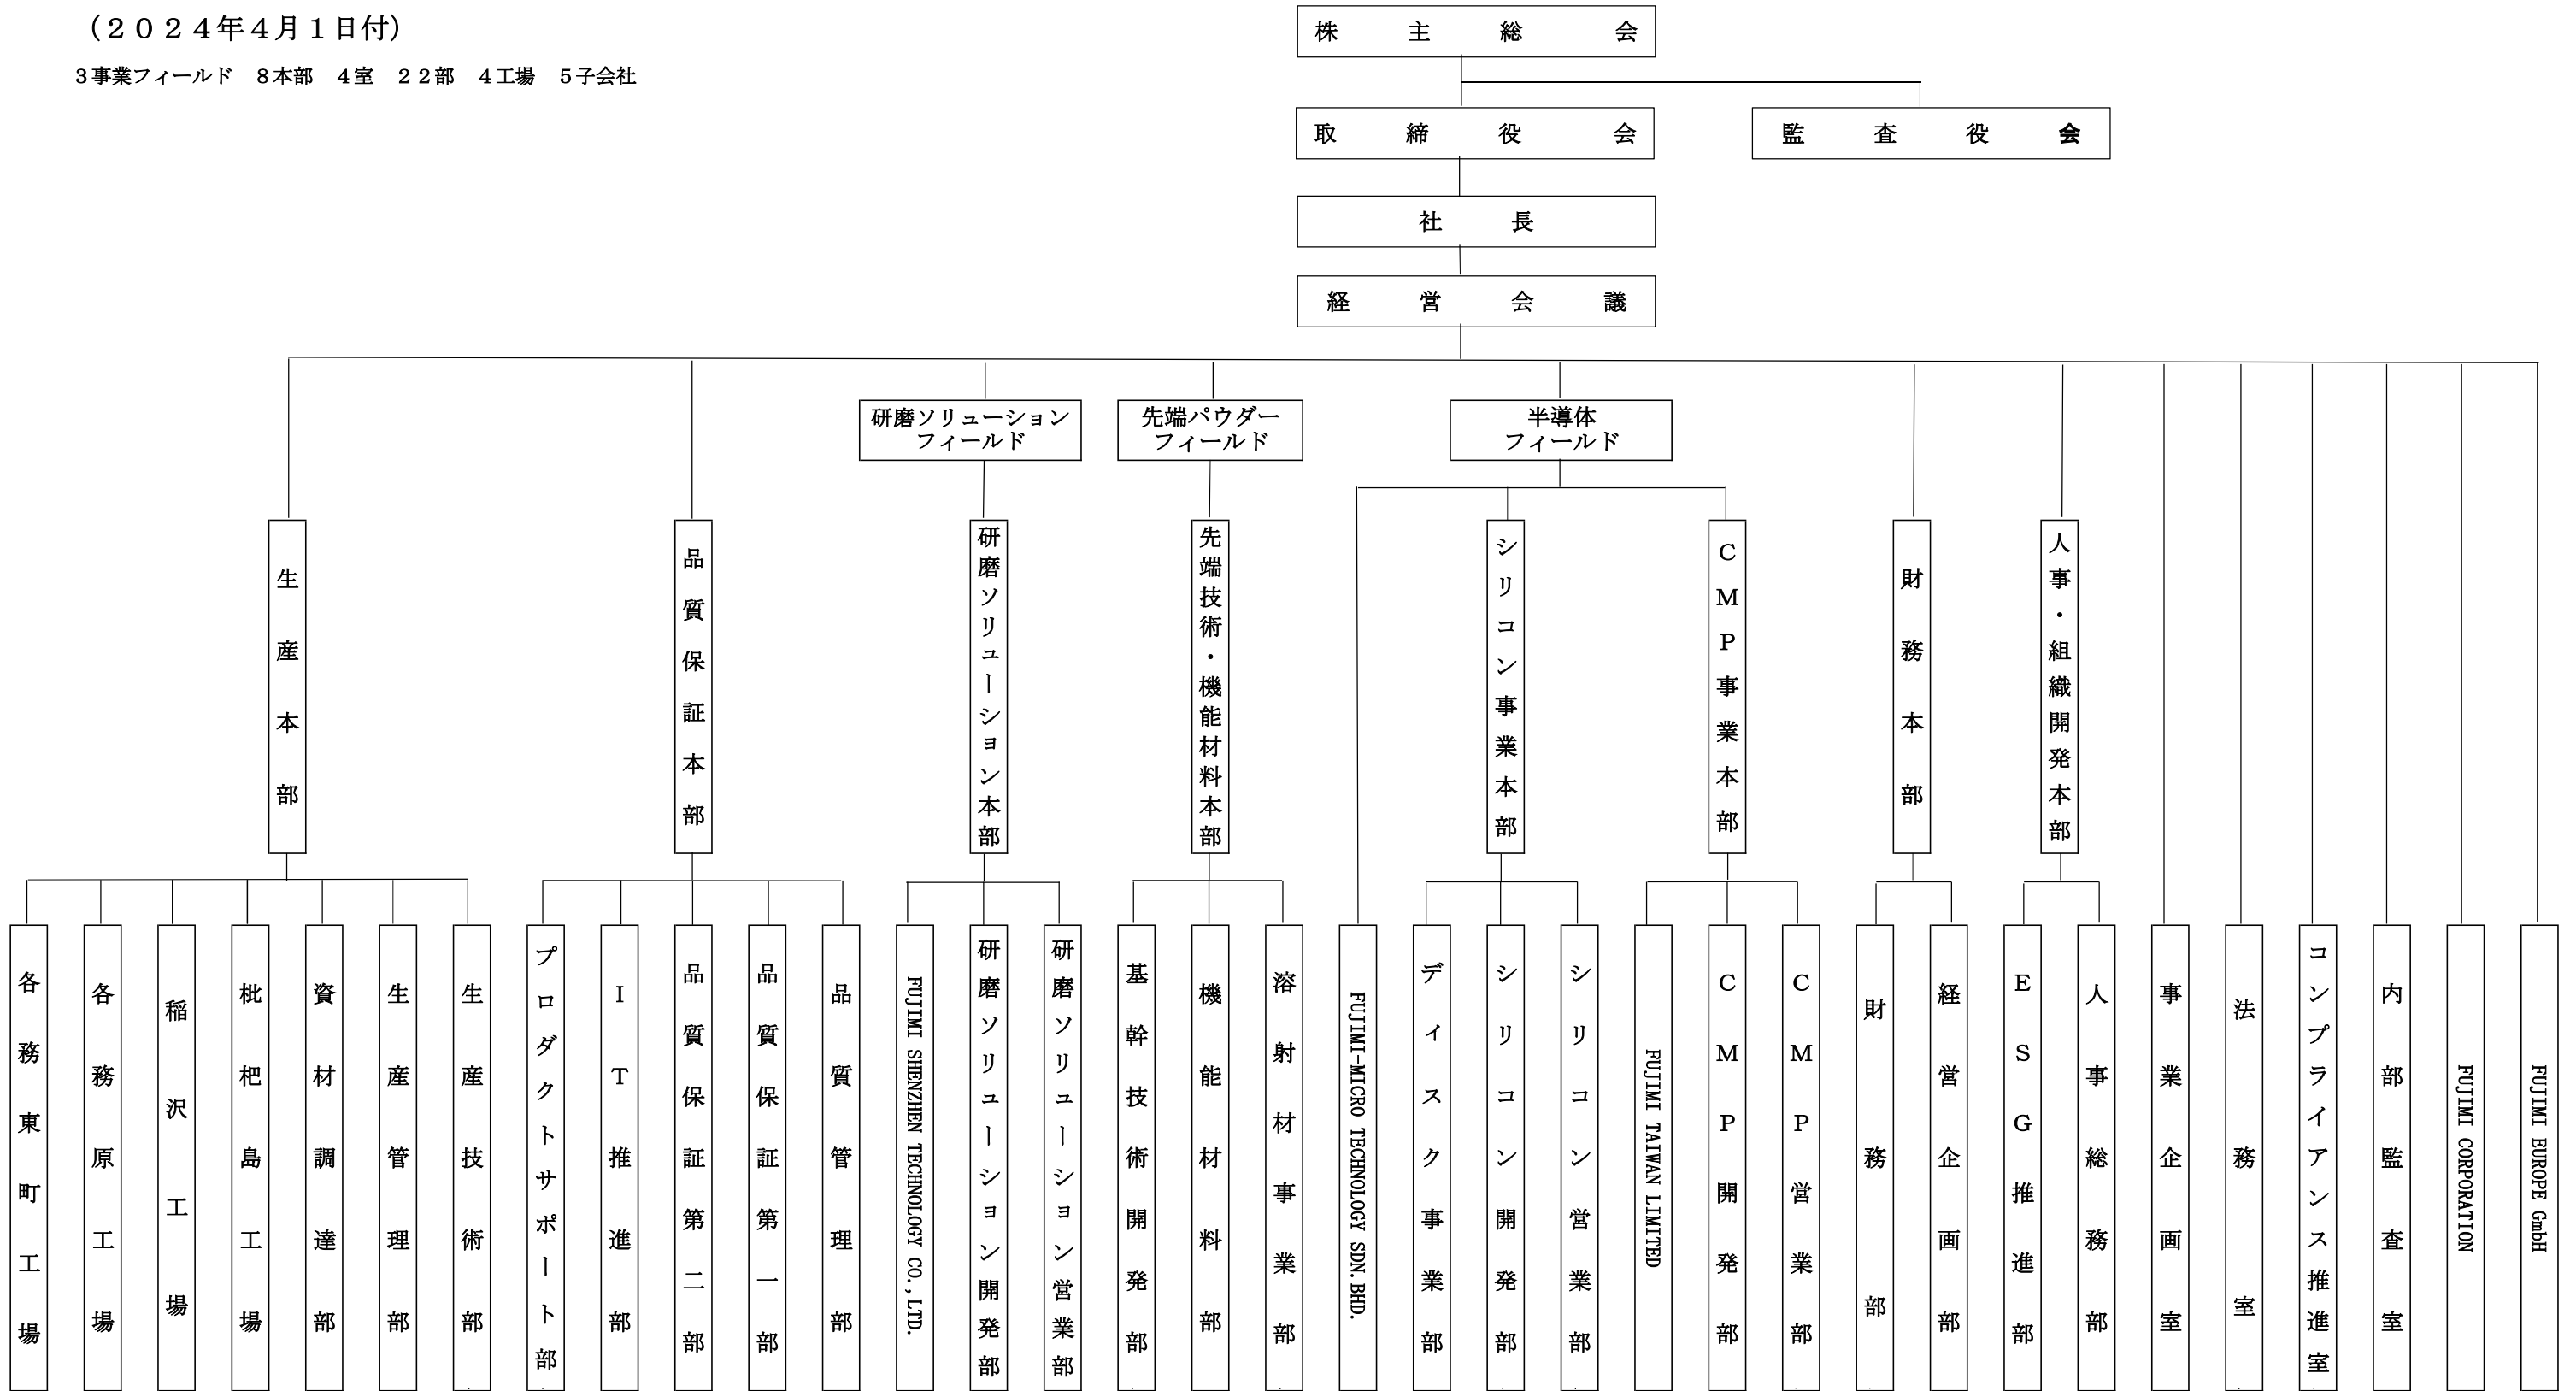 （２０２４年４月１日付）
３事業フィールド　８本部　４室　２２部　４工場　５子会社
株主総会
取締役会
監査役会
社長
経営会議
研磨ソリューション
フィールド
先端パウダー
フィールド
半導体
フィールド
生産本部
品質保証本部
研磨ソリューション本部
先端技術・機能材料本部
シリコン事業本部
ＣＭＰ事業本部
財務本部
人事・組織開発本部
各務東町工場
各務原工場
稲沢工場
枇杷島工場
資材調達部
生産管理部
生産技術部
プロダクトサポート部
ＩＴ推進部
品質保証第二部
品質保証第一部
品質管理部
FUJIMI SHENZHEN TECHNOLOGY CO.,LTD.
研磨ソリューション開発部
研磨ソリューション営業部
基幹技術開発部
機能材料部
溶射材事業部
FUJIMI-MICRO TECHNOLOGY SDN.BHD.
ディスク事業部
シリコン開発部
シリコン営業部
FUJIMI TAIWAN LIMITED
ＣＭＰ開発部
ＣＭＰ営業部
財務部
経営企画部
ＥＳＧ推進部
人事総務部
事業企画室
法務室
コンプライアンス推進室
内部監査室
FUJIMI CORPORATION
FUJIMI EUROPE GmbH